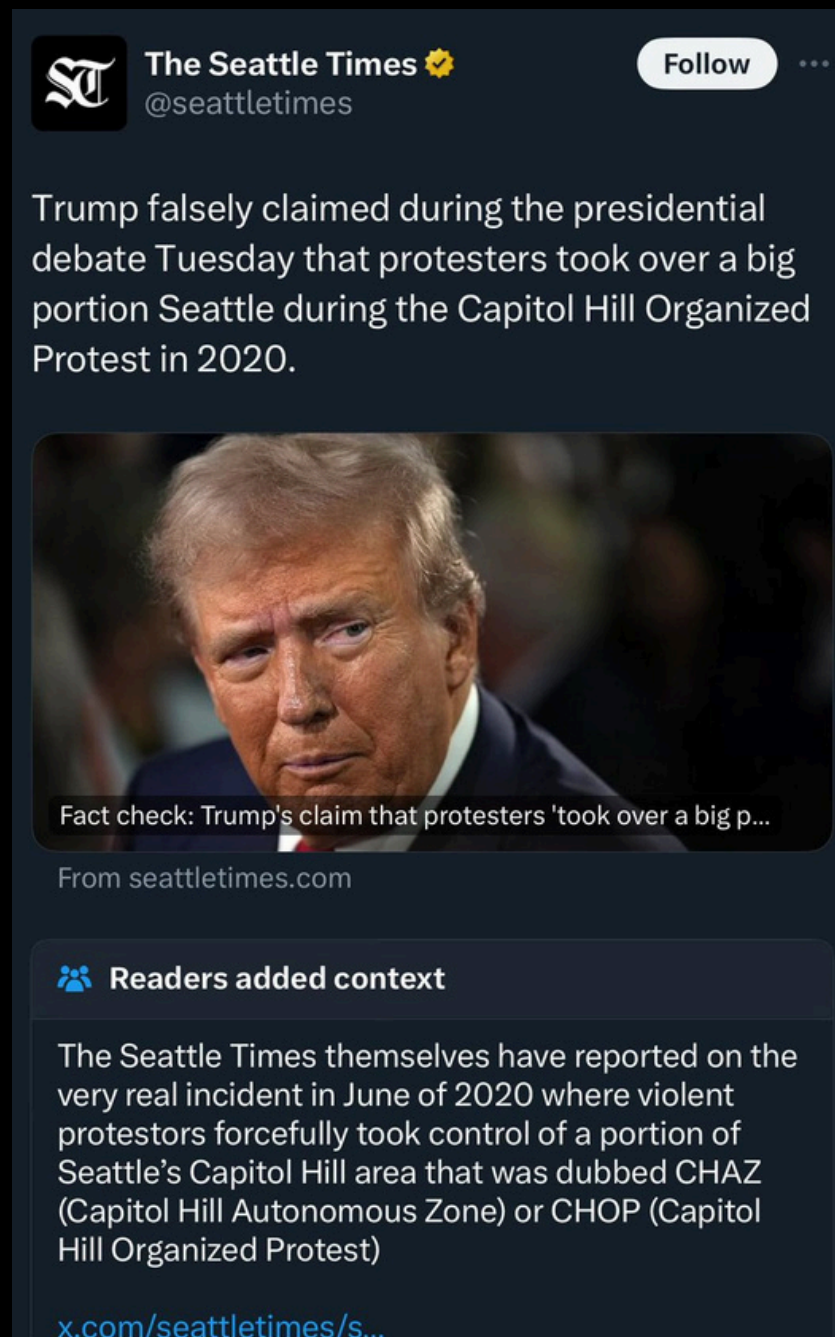 ST
The Seattle Times
Follow
@seattletimes
Trump falsely claimed during the presidential
debate Tuesday that protesters took over a big
portion Seattle during the Capitol Hill Organized
Protest in 2020.
Fact check: Trump's claim that protesters 'took over a big p...
From seattletimes.com
Readers added context
The Seattle Times themselves have reported on the
very real incident in June of 2020 where violent
protestors forcefully took control of a portion of
Seattle's Capitol Hill area that was dubbed CHAZ
(Capitol Hill Autonomous Zone) or CHOP (Capitol
Hill Organized Protest)
x.com/seattletimes/s...